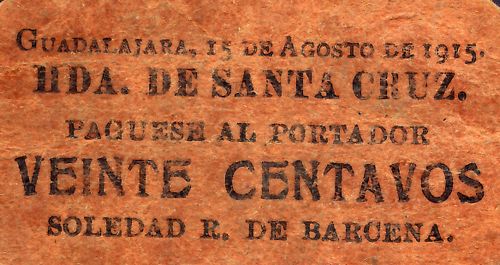 Guadalajara, 15 de Agosto de 1915.
HDA. DE SANTA CRUZ.
PAGUESE AL PORTADOR
VEINTE CENTAVOS
SOLEDAD R. DE BARCENA.